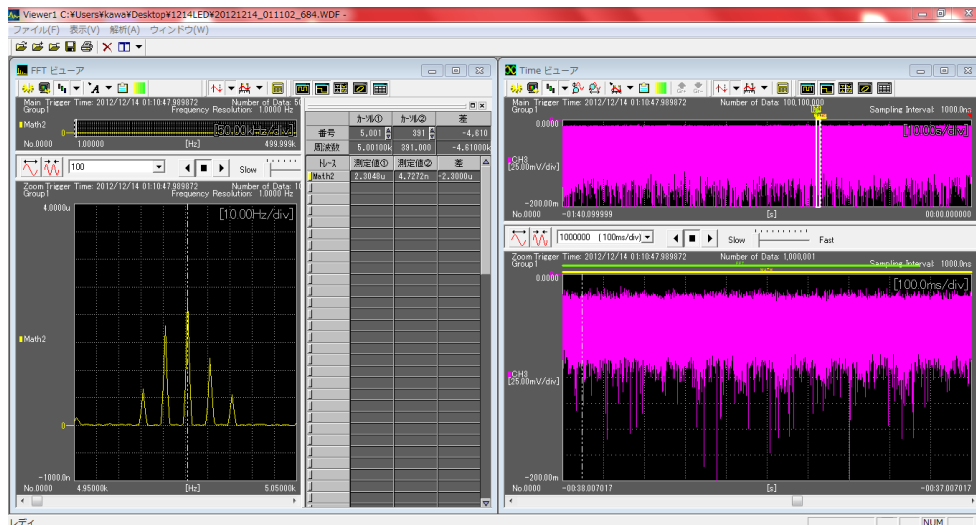 Viewer1 C:¥Users¥kawa¥Desktop¥1214LED¥20121214_011102_684.WDF -
ファイル(F) 表示(V) 解析(A) ウィンドウ(W)
FFT ビューア
Main Trigger Time: 2012/12/14 01:10:47.989872
Group1
Frequency Resolution: 1.0000 Hz
Math2
0
[50.00kHz/div]
No.0000 1.00000 [Hz] 499.999k
100
Slow
Zoom Trigger Time: 2012/12/14 01:10:47.989872
Group1
Frequency Resolution: 1.0000 Hz
4.0000u
[10.00Hz/div]
Math2
0
-1000.0n
No.0000 4.95000k [Hz] 5.05000k
カーソル① カーソル② 差
番号 5,001 391 -4,610
周波数 5.00100k 391.000 -4.61000k
トレース 測定値① 測定値② 差
Math2 2.3048u 4.7272n -2.3000u
Time ビューア
Main Trigger Time: 2012/12/14 01:10:47.989872 Number of Data: 100,100,000
Group1
Sampling Interval: 1000.0ns
0.0000
[10.00s/div]
CH3
[25.00mV/div]
-200.00m
No.0000 -01:40.099999 [s] 00:00.000000
1000000 (100ms/div)
Slow Fast
Zoom Trigger Time: 2012/12/14 01:10:47.989872 Number of Data: 1,000,001
Group1
Sampling Interval: 1000.0ns
0.0000
[100.0ms/div]
CH3
[25.00mV/div]
-200.00m
No.0000 -00:38.007017 [s] -00:37.007017
レディ
NUM